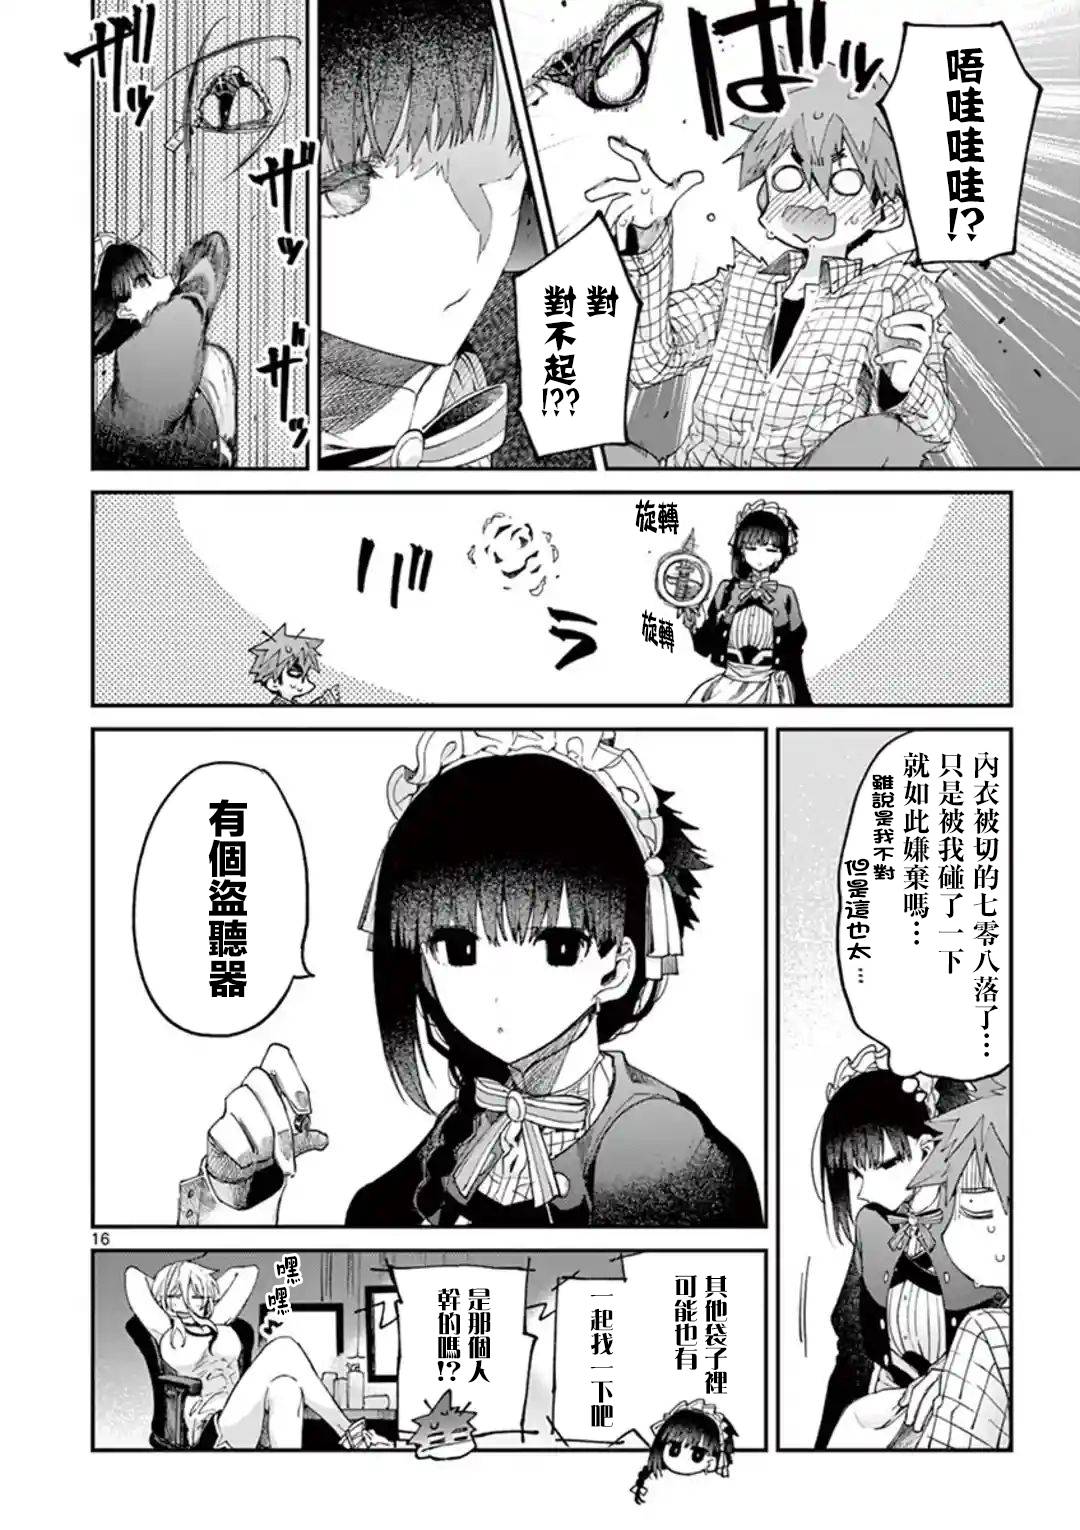 唔哇哇哇!?
バッ
對
對不起!??
ザッ
ザッ
ザッ
ザッ
旋轉
旋轉
內衣被切的七零八落了…
只是被我碰了一下
就如此嫌棄嗎…
雖說是我不對
但是這也太…
有個盜聽器
16
其他袋子裡
可能也有
一起找一下吧
是那個人
幹的嗎!?
嘿
嘿